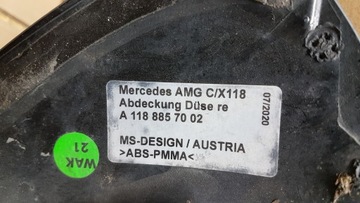 Mercedes AMG C/X118
Abdeckung Düse re
A 118 885 70 02
07/2020
MS-DESIGN / AUSTRIA
>ABS-PMMA<
WAK
21